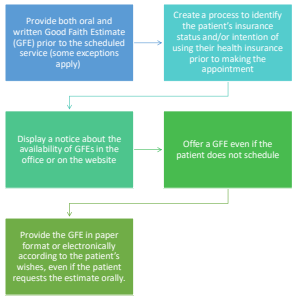 Provide both oral and
written Good Faith Estimate
(GFE) prior to the scheduled
service (some exceptions
apply)
Create a process to identify
the patient's insurance
status and/or intention of
using their health insurance
prior to making the
appointment
Display a notice about the
availability of GFEs in the
office or on the website
Offer a GFE even if the
patient does not schedule
Provide the GFE in paper
format or electronically
according to the patient's
wishes, even if the patient
requests the estimate orally.